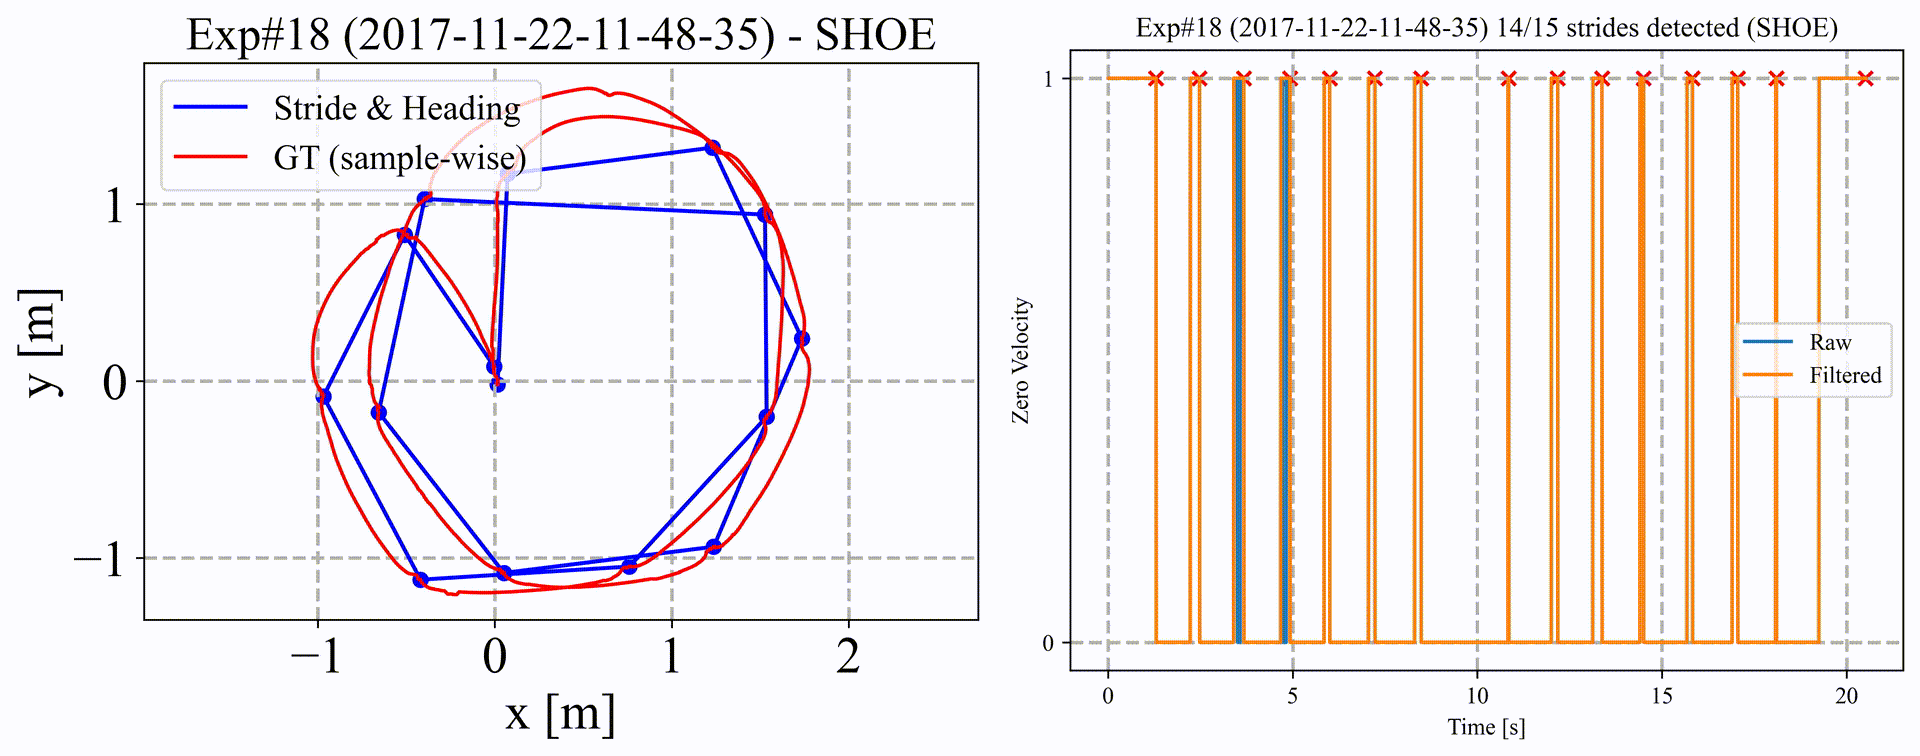 Exp#18 (2017-11-22-11-48-35) - SHOE
Stride & Heading
GT (sample-wise)
y [m]
1
0
−1
−1 0 1 2
x [m]
Exp#18 (2017-11-22-11-48-35) 14/15 strides detected (SHOE)
Zero Velocity
1
0
Raw
Filtered
0 5 10 15 20
Time [s]